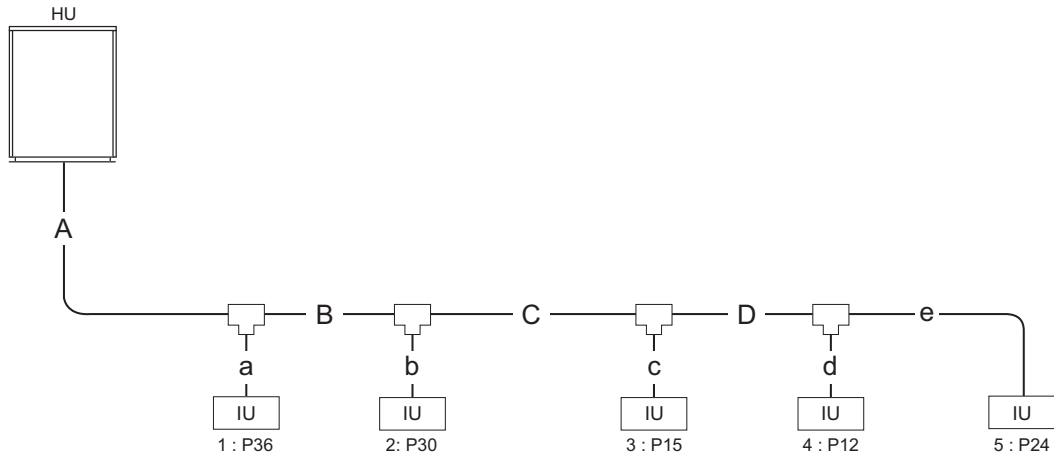 HU
A
B
C
D
e
a
b
c
d
IU
IU
IU
IU
IU
1 : P36
2: P30
3 : P15
4 : P12
5 : P24